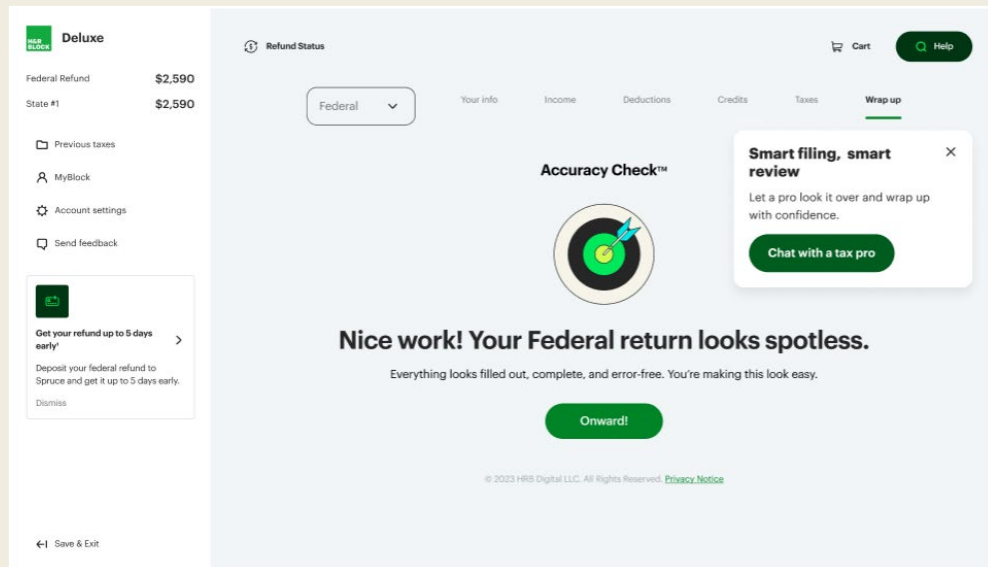 H&R
BLOCK
Deluxe
Federal Refund $2,590
State #1 $2,590
Previous taxes
MyBlock
Account settings
Send feedback
Get your refund up to 5 days
early¹
Deposit your federal refund to
Spruce and get it up to 5 days early.
Dismiss
Save & Exit
Refund Status
Cart
Help
Federal
Your info
Income
Deductions
Credits
Taxes
Wrap up
Smart filing, smart
review
Let a pro look it over and wrap up
with confidence.
Chat with a tax pro
Accuracy Check™
Nice work! Your Federal return looks spotless.
Everything looks filled out, complete, and error-free. You're making this look easy.
Onward!
© 2023 HRB Digital LLC. All Rights Reserved. Privacy Notice